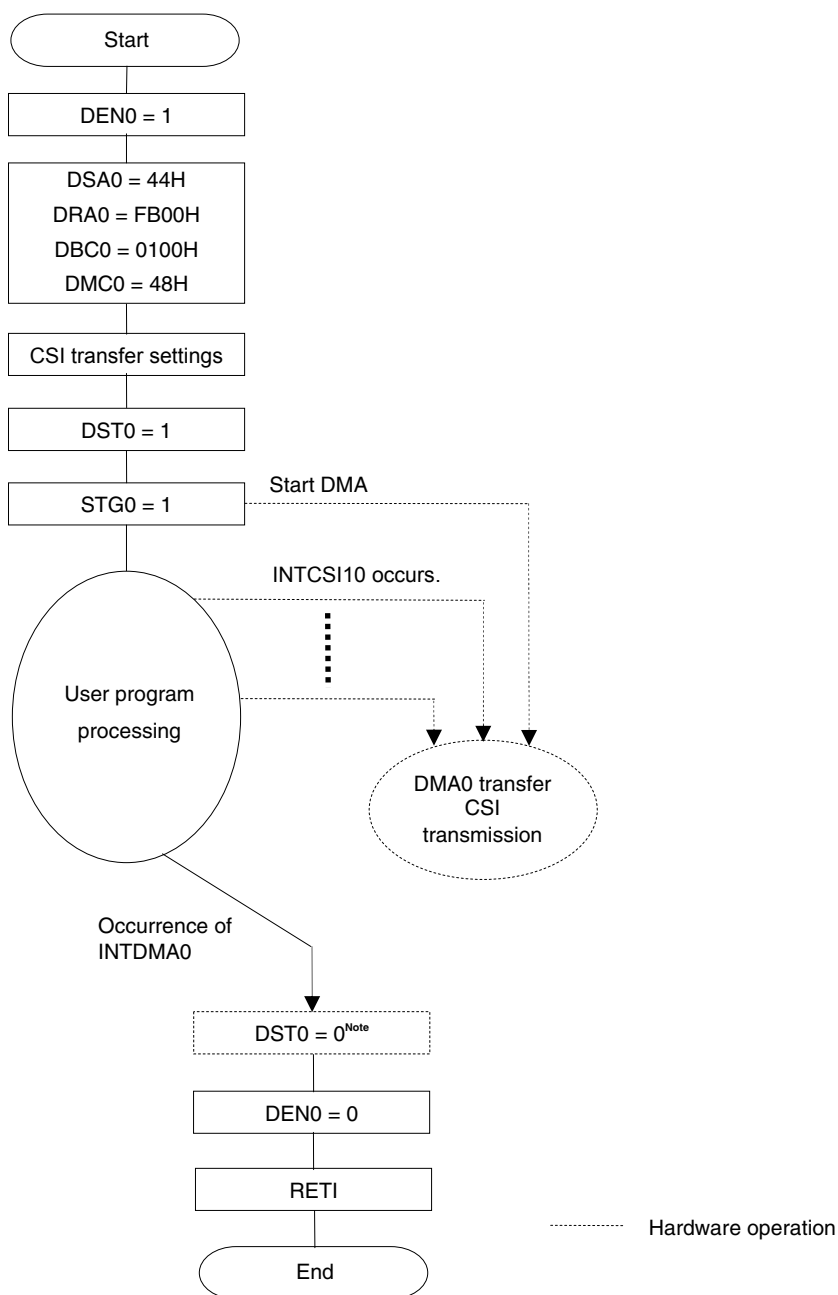 Start
DEN0 = 1
DSA0 = 44H
DRA0 = FB00H
DBC0 = 0100H
DMC0 = 48H
CSI transfer settings
DST0 = 1
STG0 = 1
Start DMA
INTCSI10 occurs.
User program
processing
DMA0 transfer
CSI
transmission
Occurrence of
INTDMA0
DST0 = 0Note
DEN0 = 0
RETI
Hardware operation
End